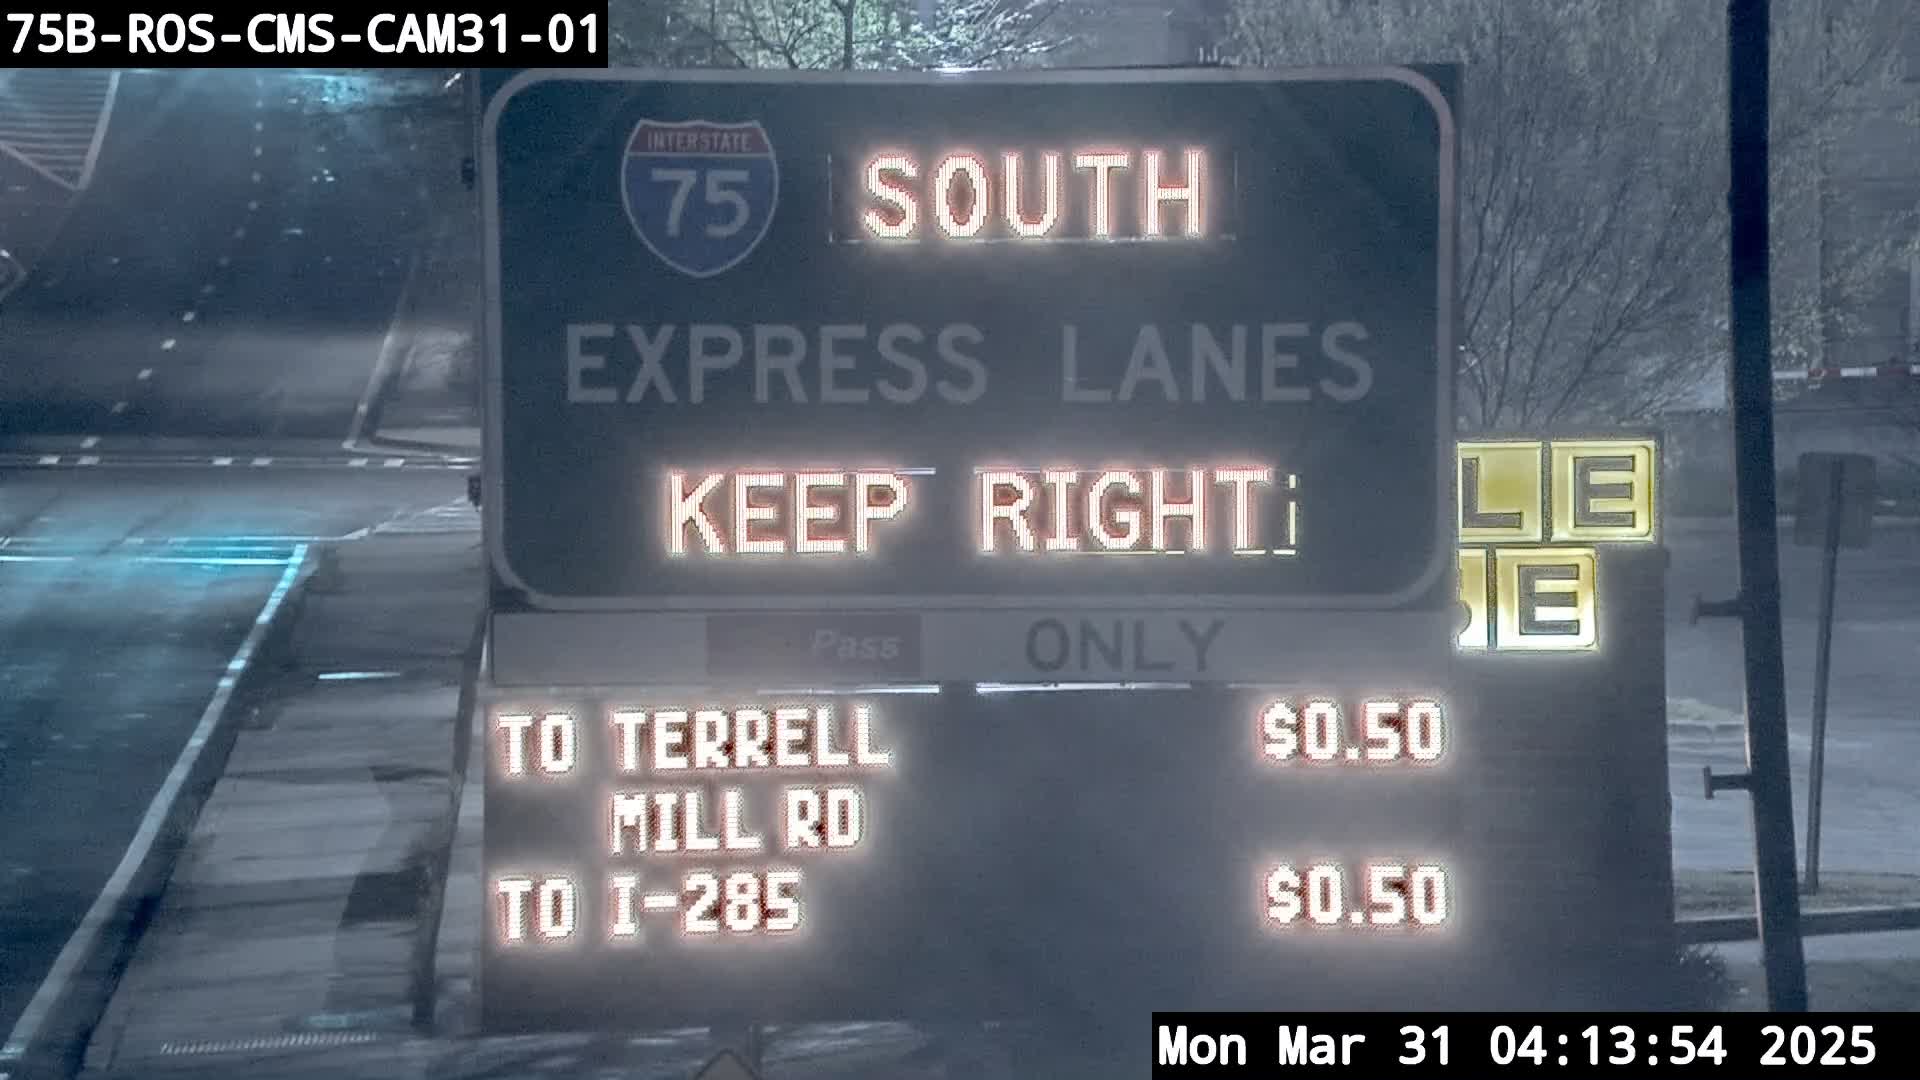 75B-ROS-CMS-CAM31-01
INTERSTATE
75
SOUTH
EXPRESS LANES
KEEP RIGHT
LE
E
Pass ONLY
TO TERRELL $0.50
MILL RD
TO I-285 $0.50
Mon Mar 31 04:13:54 2025